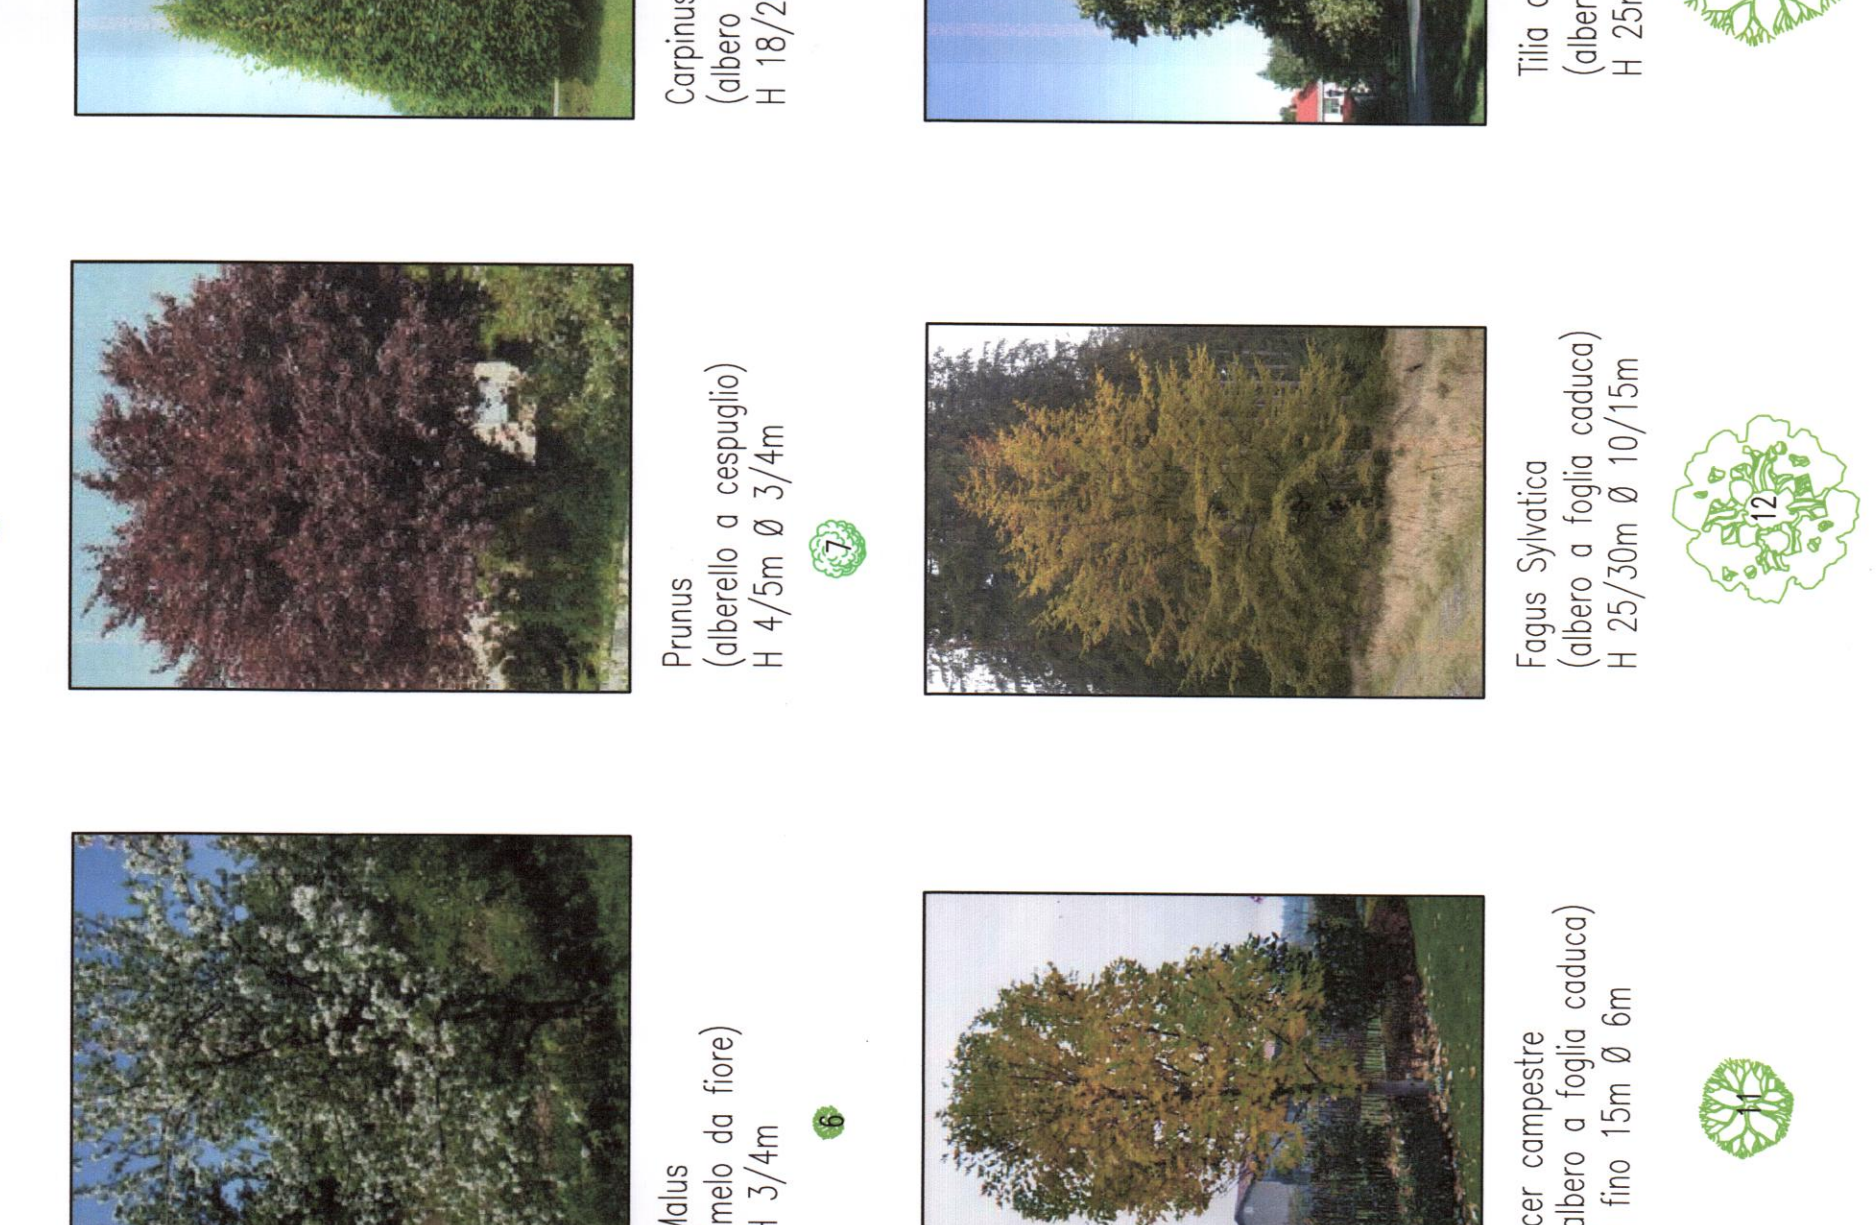 Malus
melo da fiore)
3/4m
6
Prunus
(alberello a cespuglio)
H 4/5m Ø 3/4m
7
Carpinus
(albero
H 18/2
campestre
albero a foglia caduca)
fino 15m Ø 6m
11
Fagus Sylvatica
(albero a foglia caduca)
H 25/30m Ø 10/15m
12
Tilia
H 25